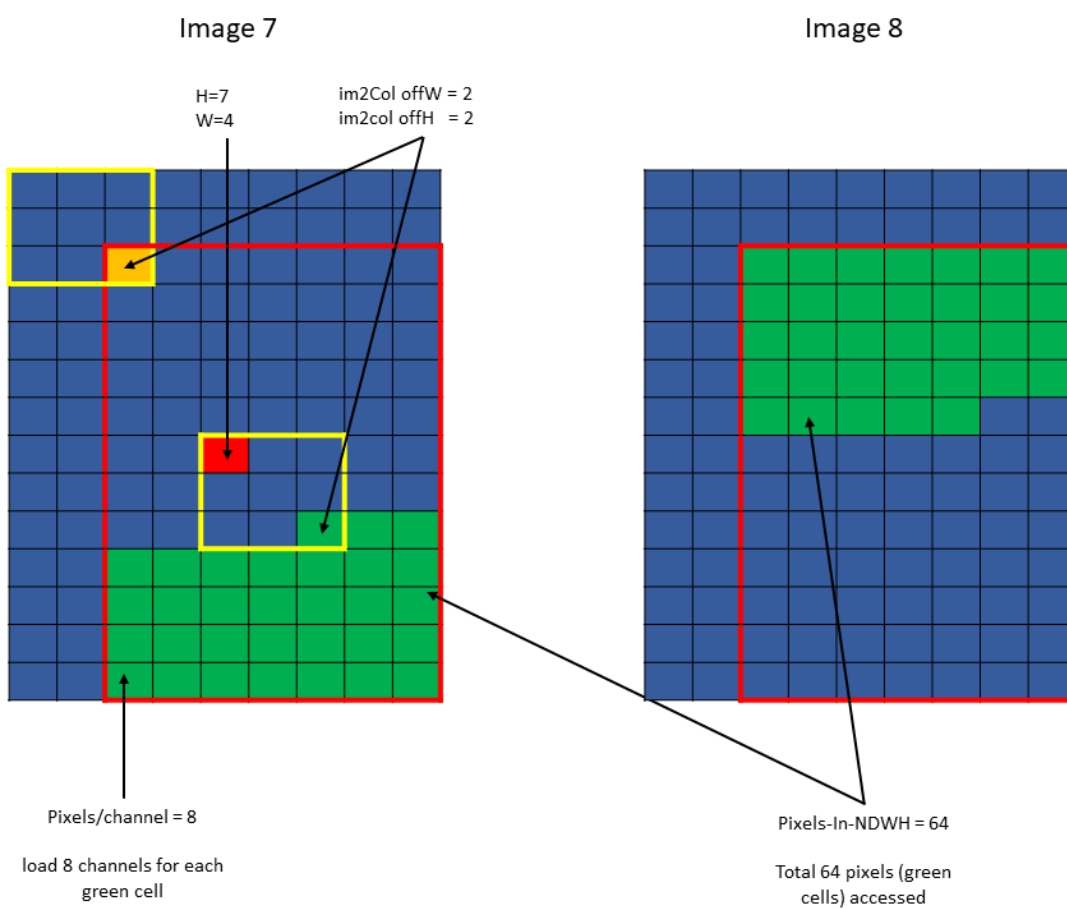 Image 7
Image 8
H=7
W=4
im2Col offW = 2
im2col offH = 2
Pixels/channel = 8
load 8 channels for each
green cell
Pixels-In-NDWH = 64
Total 64 pixels (green
cells) accessed